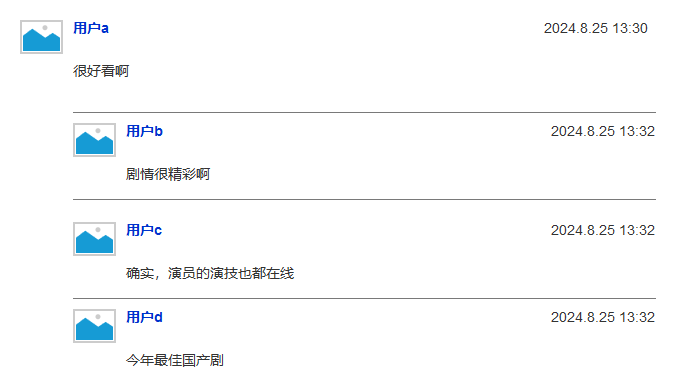 用户a 2024.8.25 13:30
很好看啊
用户b 2024.8.25 13:32
剧情很精彩啊
用户c 2024.8.25 13:32
确实，演员的演技也都在线
用户d 2024.8.25 13:32
今年最佳国产剧